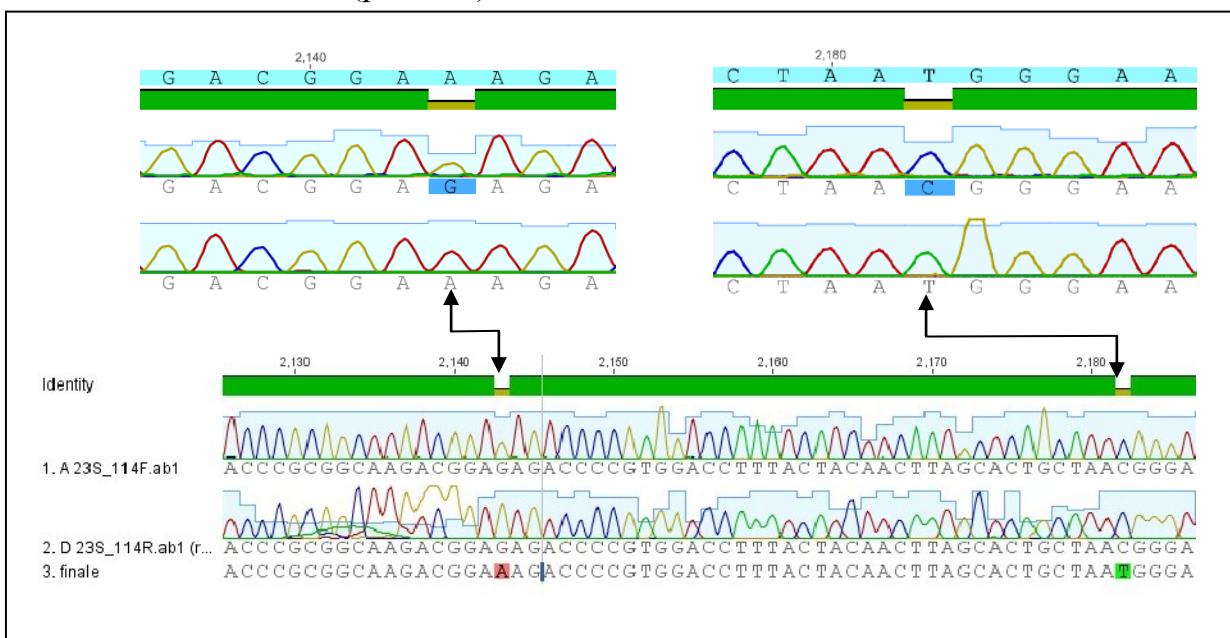 2,140
G A C G G A A A G A
G A C G G A G A G A
G A C G G A A A G A
2,180
C T A A T G G G A A
C T A A C G G G A A
C T A A T G G G A A
2,130 2,140 2,150 2,160 2,170 2,180
Identity
1. A 23S_114F.ab1 ACCCGCGGCAAGACGGAGAGACCCCGTGGACCTTTACTACAACTTAGCACTGCTAACGGGA
2. D 23S_114R.ab1 (r... ACCCGCGGCAAGACGGAGAGACCCCGTGGACCTTTACTACAACTTAGCACTGCTAACGGGA
3. finale ACCCGCGGCAAGACGGAAAGACCCCGTGGACCTTTACTACAACTTAGCACTGCTAATGGGA